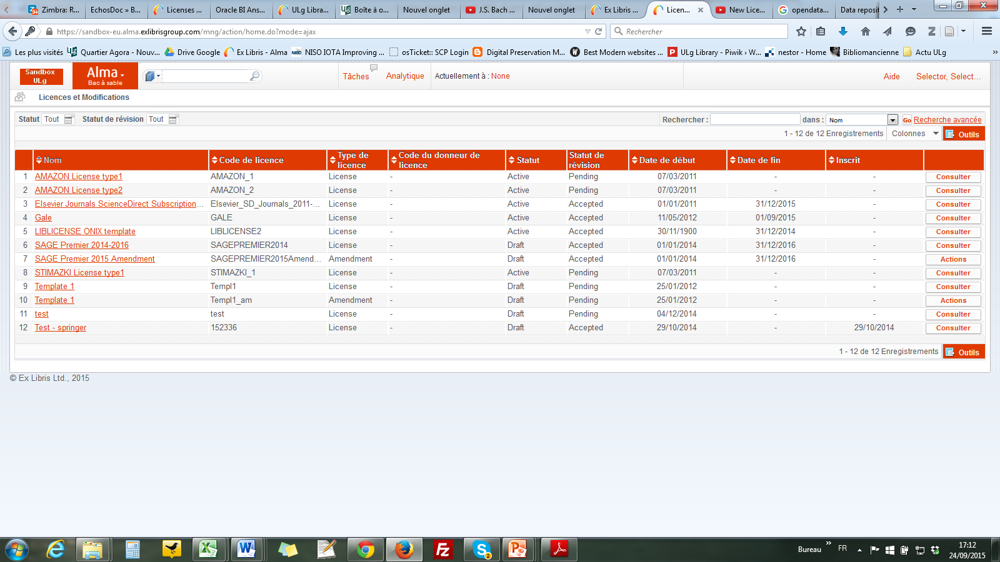 Zimbra: R... EchosDoc » B... Licenses ... Oracle BI Ans... ULg Libra... Boîte à o... Nouvel onglet J.S. Bach ... Nouvel onglet Ex Libris ... Licen... New Lice... opendata... Data reposit
https://sandbox-eu.alma.exlibrisgroup.com/mng/action/home.do?mode=ajax Rechercher
Les plus visités Quartier Agora - Nouv... Drive Google Ex Libris - Alma NISO IOTA Improving ... osTicket:: SCP Login Digital Preservation M... Best Modern websites ... ULg Library - Piwik › W... nestor - Home Bibliomancienne Actu ULg
Sandbox ULg Alma Bac à sable Tâches Analytique Actuellement à : None Aide Selector, Select...
Licences et Modifications
Statut Tout Statut de révision Tout Rechercher : dans : Nom Go Recherche avancée
1 - 12 de 12 Enregistrements Colonnes Outils
Nom Code de licence Type de licence Code du donneur de licence Statut Statut de révision Date de début Date de fin Inscrit
1 AMAZON License type1 AMAZON_1 License - Active Pending 07/03/2011 - - Consulter
2 AMAZON License type2 AMAZON_2 License - Active Pending 07/03/2011 - - Consulter
3 Elsevier Journals ScienceDirect Subscription... Elsevier_SD_Journals_2011-... License - Active Accepted 01/01/2011 31/12/2015 - Consulter
4 Gale GALE License - Active Accepted 11/05/2012 01/09/2015 - Consulter
5 LIBLICENSE ONIX template LIBLICENSE2 License - Active Accepted 30/11/1900 31/12/2014 - Consulter
6 SAGE Premier 2014-2016 SAGEPREMIER2014 License - Draft Accepted 01/01/2014 31/12/2016 - Consulter
7 SAGE Premier 2015 Amendment SAGEPREMIER2015Amend... Amendment - Draft Accepted 01/01/2014 31/12/2016 - Actions
8 STIMAZKI License type1 STIMAZKI_1 License - Active Pending 07/03/2011 - - Consulter
9 Template 1 Templ1 License - Draft Pending 25/01/2012 - - Consulter
10 Template 1 Templ1_am Amendment - Draft Pending 25/01/2012 - - Actions
11 test test License - Draft Pending 04/12/2014 - - Consulter
12 Test - springer 152336 License - Draft Accepted 29/10/2014 - 29/10/2014 Consulter
1 - 12 de 12 Enregistrements Outils
© Ex Libris Ltd., 2015
Bureau » FR 17:12
24/09/2015